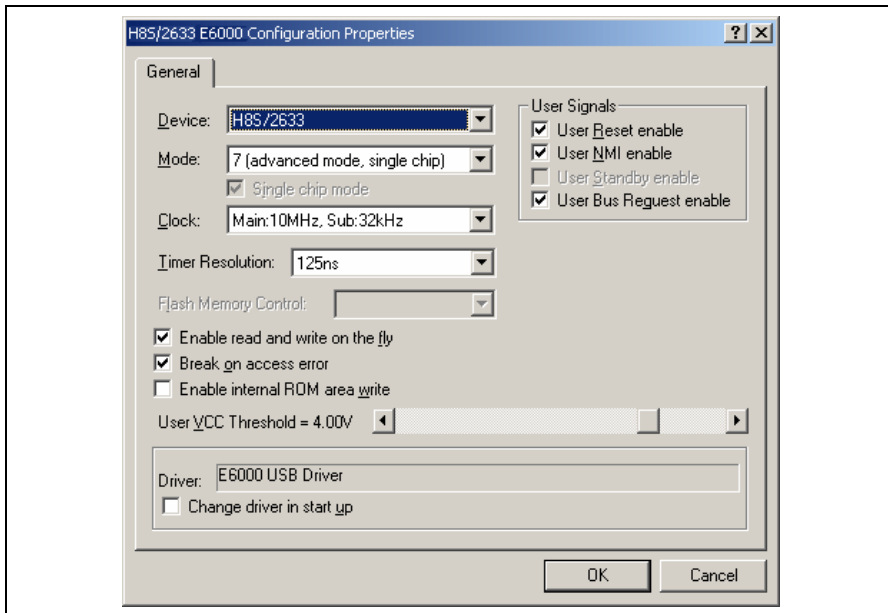 H8S/2633 E6000 Configuration Properties
General
Device: H8S/2633
Mode: 7 (advanced mode, single chip)
Single chip mode
Clock: Main:10MHz, Sub:32kHz
Timer Resolution: 125ns
Flash Memory Control:
Enable read and write on the fly
Break on access error
Enable internal ROM area write
User VCC Threshold = 4.00V
User Signals
User Reset enable
User NMI enable
User Standby enable
User Bus Reguest enable
Driver: E6000 USB Driver
Change driver in start up
OK
Cancel